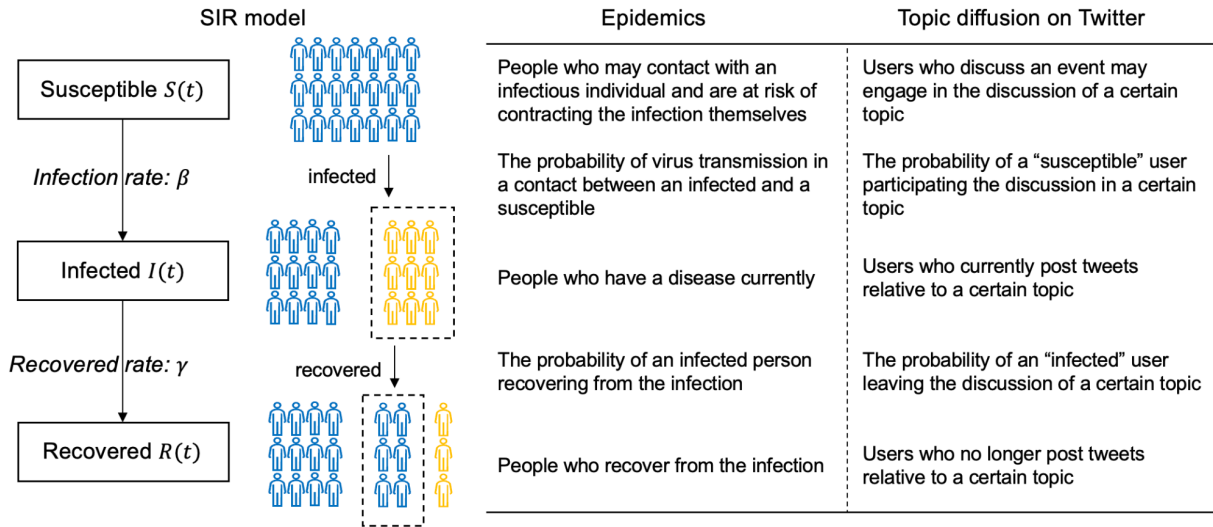 SIR model
Epidemics
Topic diffusion on Twitter
Susceptible S(t)
People who may contact with an
infectious individual and are at risk of
contracting the infection themselves
Users who discuss an event may
engage in the discussion of a certain
topic
Infection rate: β
infected
The probability of virus transmission in
a contact between an infected and a
susceptible
The probability of a “susceptible” user
participating the discussion in a certain
topic
Infected I(t)
People who have a disease currently
Users who currently post tweets
relative to a certain topic
Recovered rate: γ
recovered
The probability of an infected person
recovering from the infection
The probability of an “infected” user
leaving the discussion of a certain topic
Recovered R(t)
People who recover from the infection
Users who no longer post tweets
relative to a certain topic